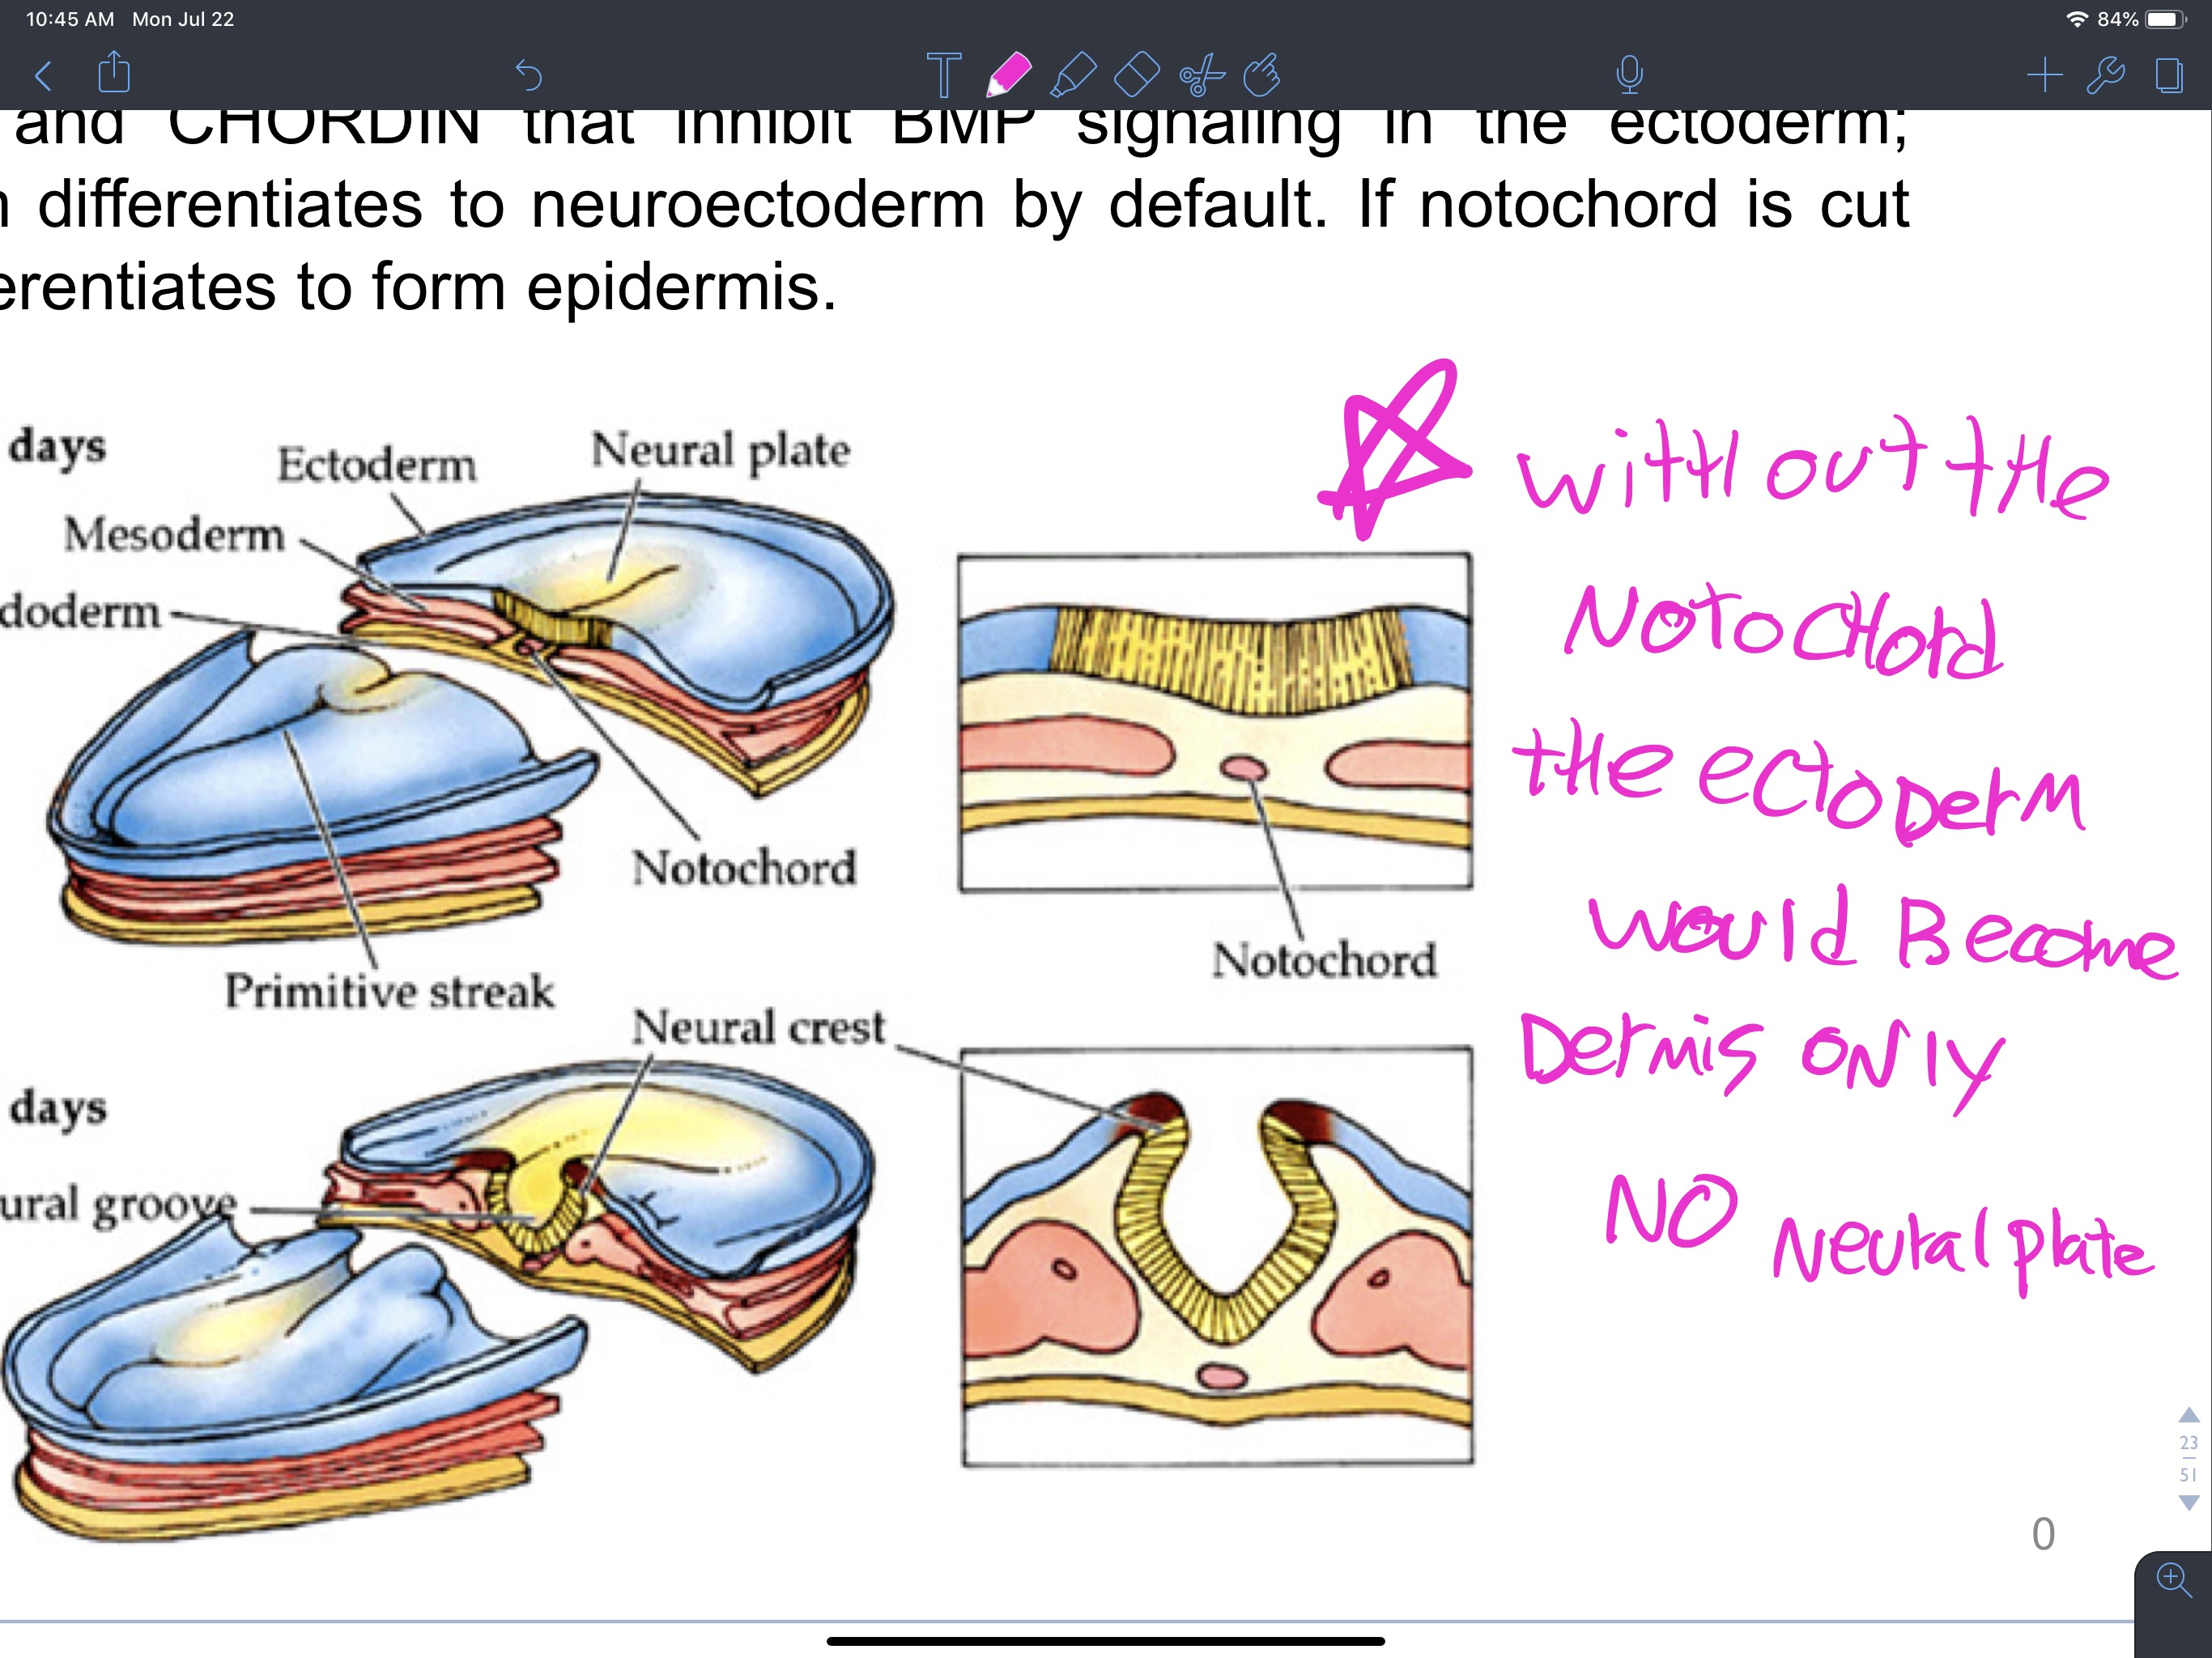 10:45 AM Mon Jul 22
84%
and CHORDIN that inhibit BMP signaling in the ectoderm;
differentiates to neuroectoderm by default. If notochord is cut
erentiates to form epidermis.
days
Ectoderm
Neural plate
Mesoderm
doderm
Notochord
Primitive streak
Notochord
Neural crest
days
ural groove
without the
Notochord
the ectoderm
would Become
Dermis only
NO Neural plate
23
51
0